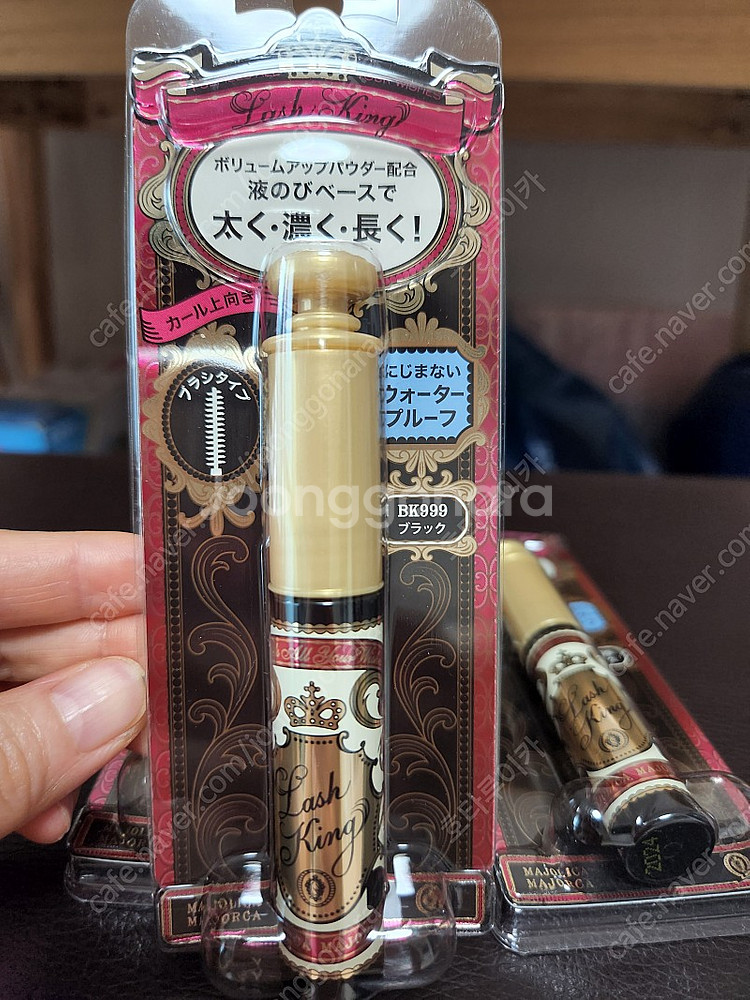 Lash King
ボリュームアップパウダー配合
液のびベースで
太く・濃く・長く!
カール上向き
ブラシタイプ
にじまない
ウォーター
プルーフ
BK999
ブラック
Joonggonara
Lash
King
MAJOLICA
MAJORCA
Lash
King
2024
MAJOLICA
MAJORCA
cafe.naver.com